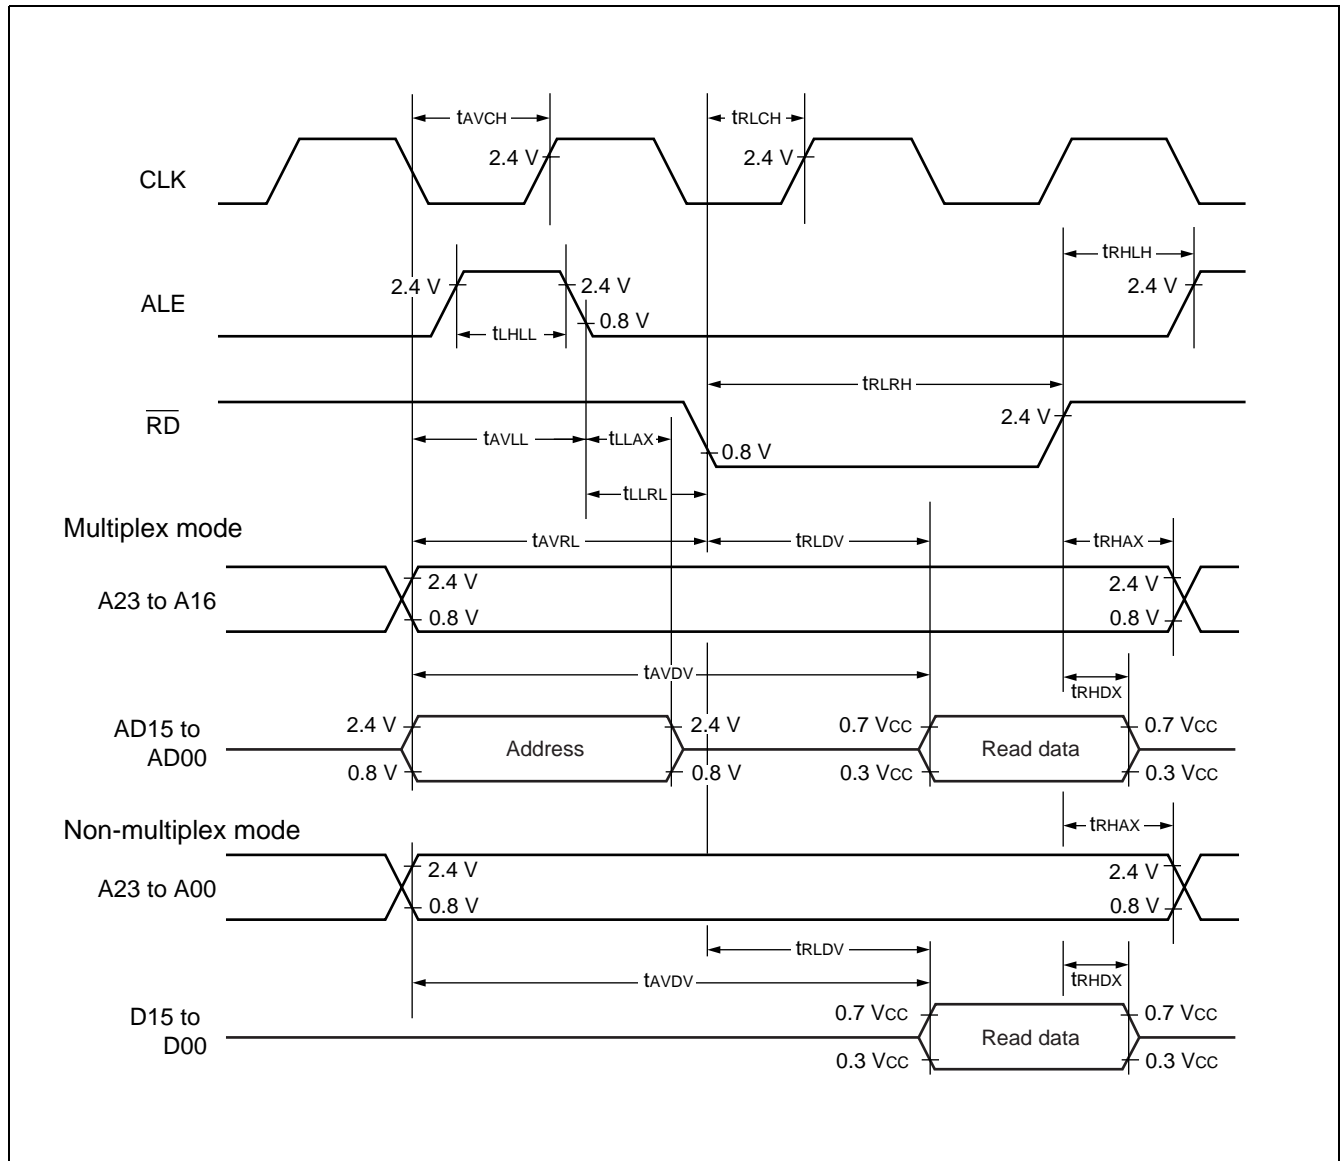 tAVCH
tRLCH
2.4 V
2.4 V
CLK
tRHLH
2.4 V
2.4 V
2.4 V
ALE
0.8 V
tLHLL
tRLRH
2.4 V
RD
tAVLL
tLLAX
0.8 V
tLLRL
Multiplex mode
tAVRL
tRLDV
tRHAX
2.4 V
2.4 V
A23 to A16
0.8 V
0.8 V
tAVDV
tRHDX
AD15 to
AD00
2.4 V
2.4 V
0.7 VCC
0.7 VCC
Address
Read data
0.8 V
0.8 V
0.3 VCC
0.3 VCC
Non-multiplex mode
tRHAX
2.4 V
2.4 V
A23 to A00
0.8 V
0.8 V
tRLDV
tAVDV
tRHDX
D15 to
D00
0.7 VCC
0.7 VCC
Read data
0.3 VCC
0.3 VCC